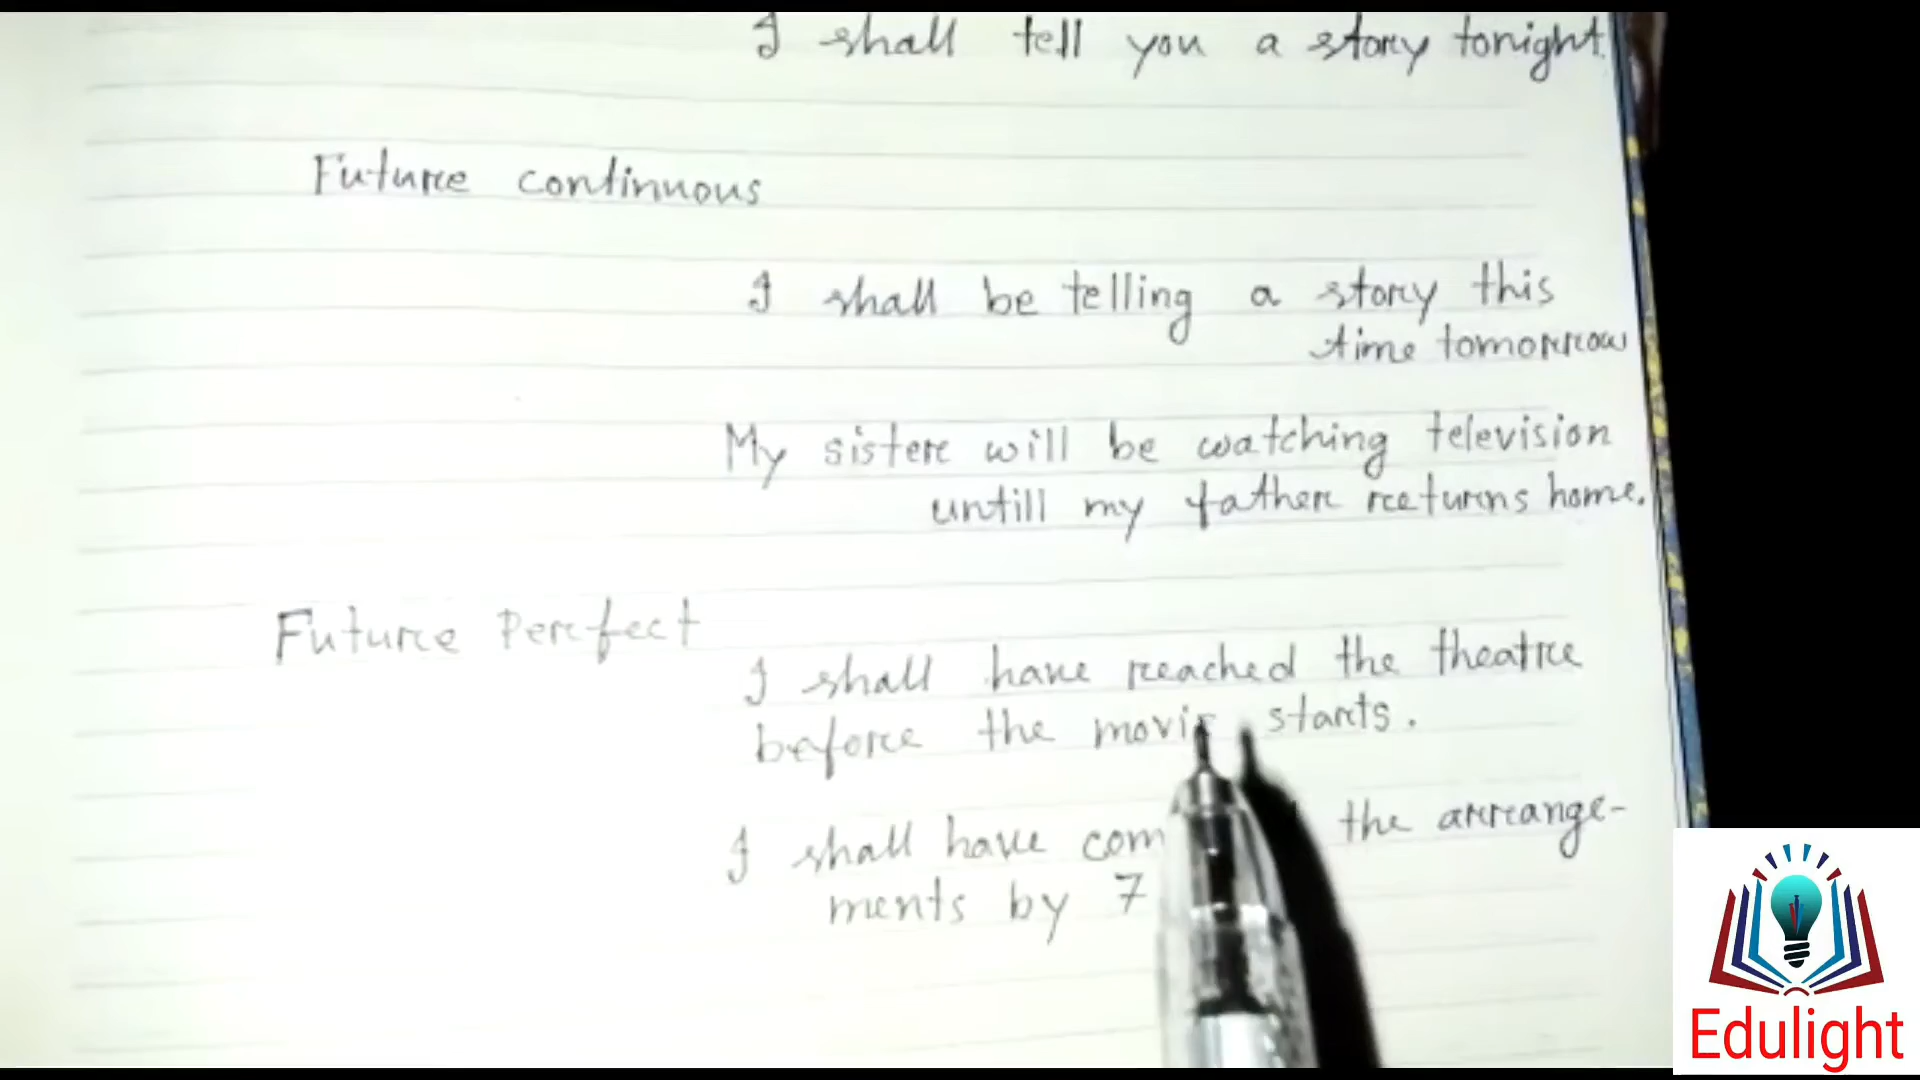 I shall tell you a story tonight.
Future continuous
I shall be telling a story this
time tomorrow
My sister will be watching television
untill my father returns home.
Future Perfect
I shall have reached the theatre
before the movie starts.
I shall have the arrange-
ments by 7
Edulight